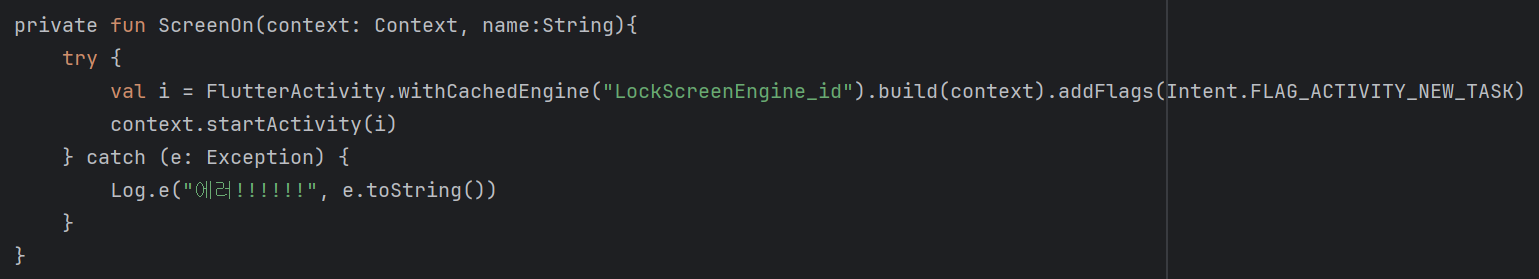 private fun ScreenOn(context: Context, name:String){
    try {
        val i = FlutterActivity.withCachedEngine("LockScreenEngine_id").build(context).addFlags(Intent.FLAG_ACTIVITY_NEW_TASK)
        context.startActivity(i)
    } catch (e: Exception) {
        Log.e("에러!!!!!!", e.toString())
    }
}